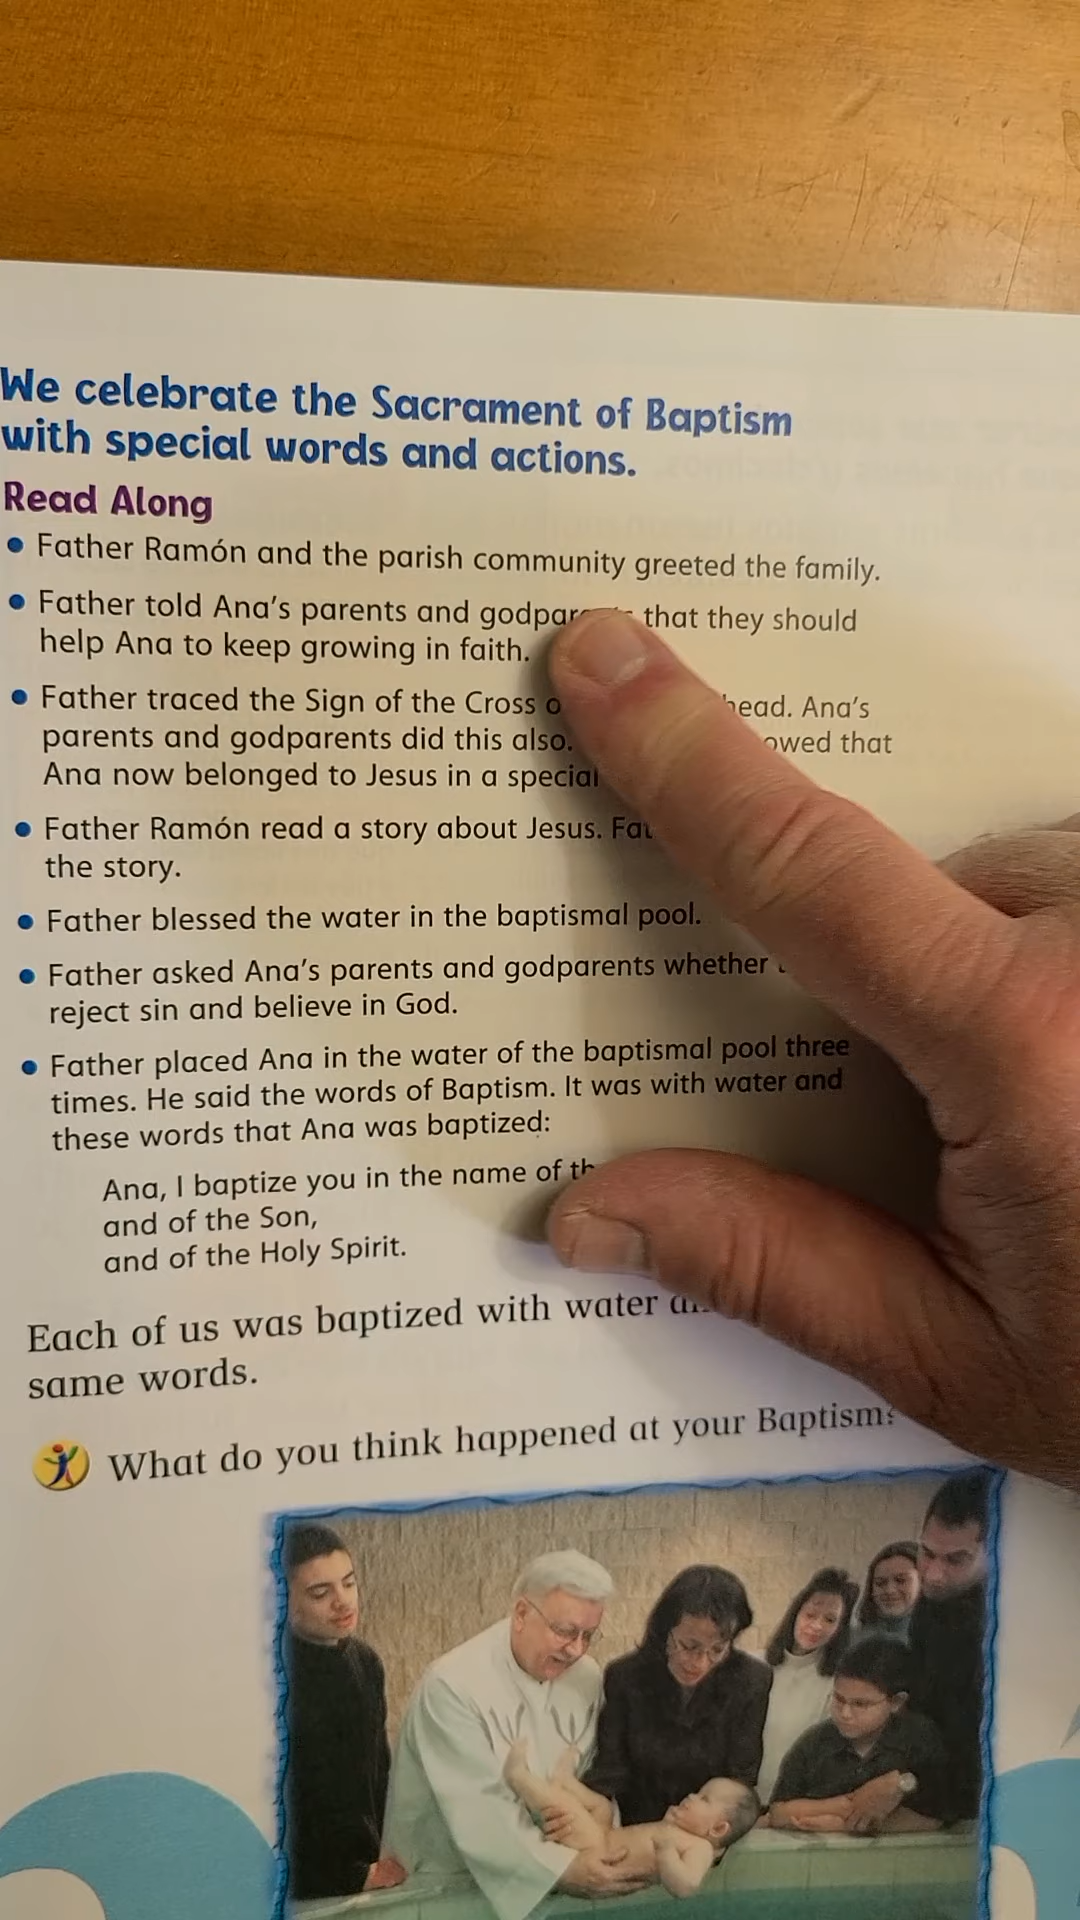 We celebrate the Sacrament of Baptism
with special words and actions.
Read Along
• Father Ramón and the parish community greeted the family.
• Father told Ana's parents and that they should
help Ana to keep growing in faith.
• Father traced the Sign of the Cross Ana's
parents and godparents did this also. that
Ana now belonged to Jesus in a special
• Father Ramón read a story about Jesus.
the story.
• Father blessed the water in the baptismal pool.
• Father asked Ana's parents and godparents whether
reject sin and believe in God.
• Father placed Ana in the water of the baptismal pool three
times. He said the words of Baptism. It was with water and
these words that Ana was baptized:
Ana, I baptize you in the name of
and of the Son,
and of the Holy Spirit.
Each of us was baptized with water
same words.
What do you think happened at your Baptism?